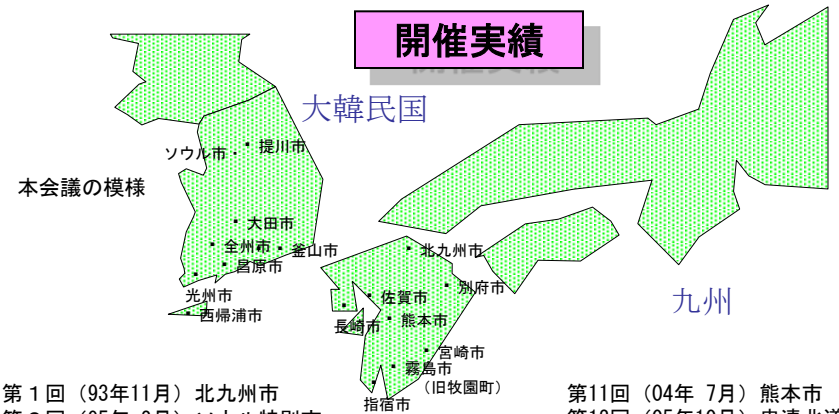 開催実績
大韓民国
ソウル市
提川市
本会議の模様
大田市
全州市
釜山市
昌原市
光州市
西帰浦市
北九州市
別府市
佐賀市
長崎市
熊本市
九州
宮崎市
霧島市
(旧牧園町)
指宿市
第1回（93年11月）北九州市
第11回（04年 7月）熊本市